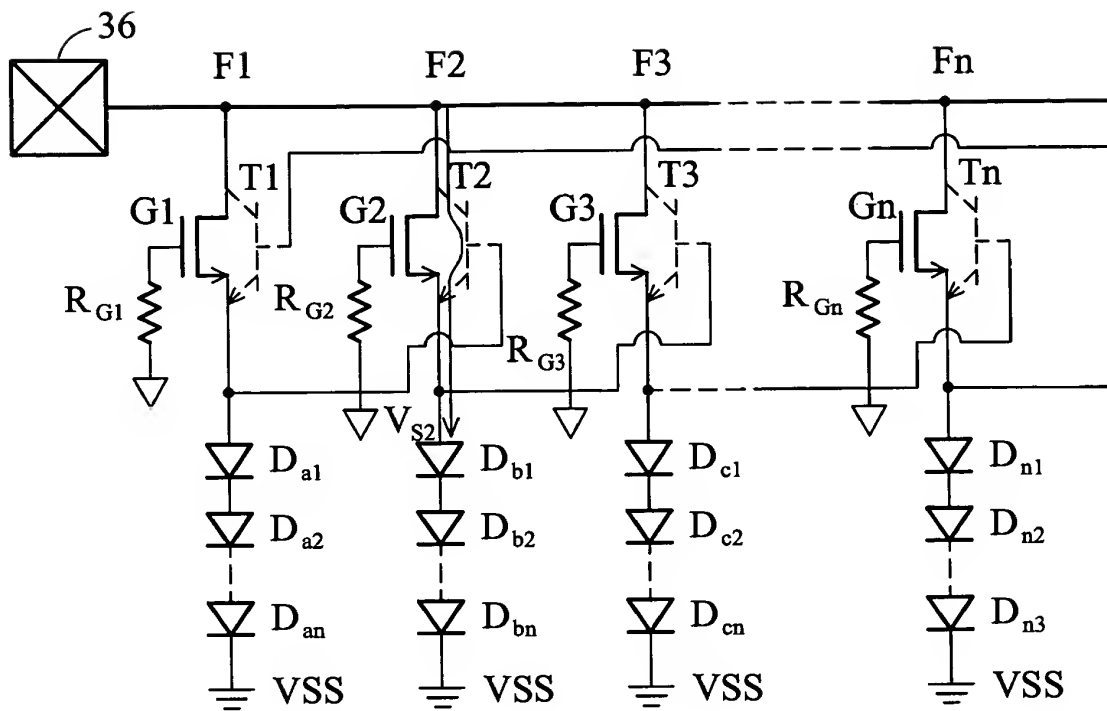 36
F1 F2 F3 Fn
T1 T2 T3 Tn
G1 G2 G3 Gn
RG1 RG2 RG3 RGn
VS2
Da1 Db1 Dc1 Dn1
Da2 Db2 Dc2 Dn2
Dan Dbn Dcn Dn3
VSS VSS VSS VSS